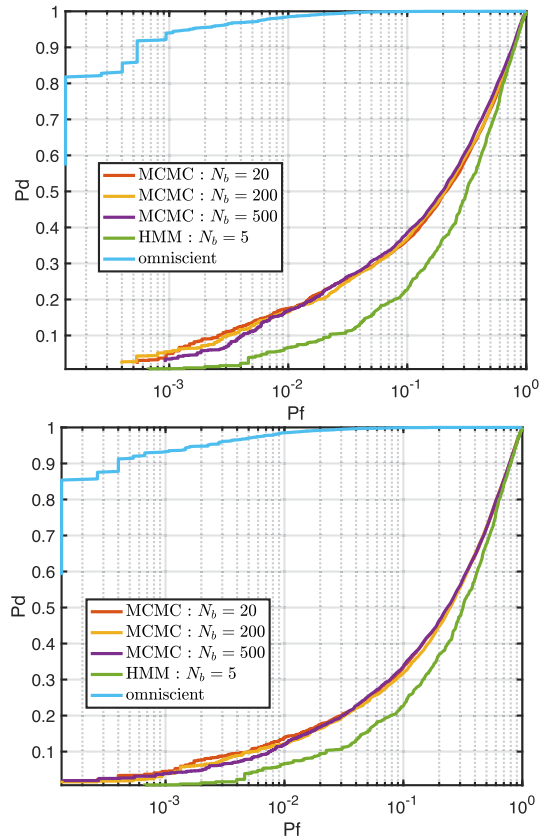 1
0.9
0.8
0.7
0.6
Pd
0.5
0.4
0.3
0.2
0.1
MCMC : N_b = 20
MCMC : N_b = 200
MCMC : N_b = 500
HMM : N_b = 5
omniscient
10^-3
10^-2
10^-1
10^0
Pf
1
0.9
0.8
0.7
0.6
Pd
0.5
0.4
0.3
0.2
0.1
MCMC : N_b = 20
MCMC : N_b = 200
MCMC : N_b = 500
HMM : N_b = 5
omniscient
10^-3
10^-2
10^-1
10^0
Pf